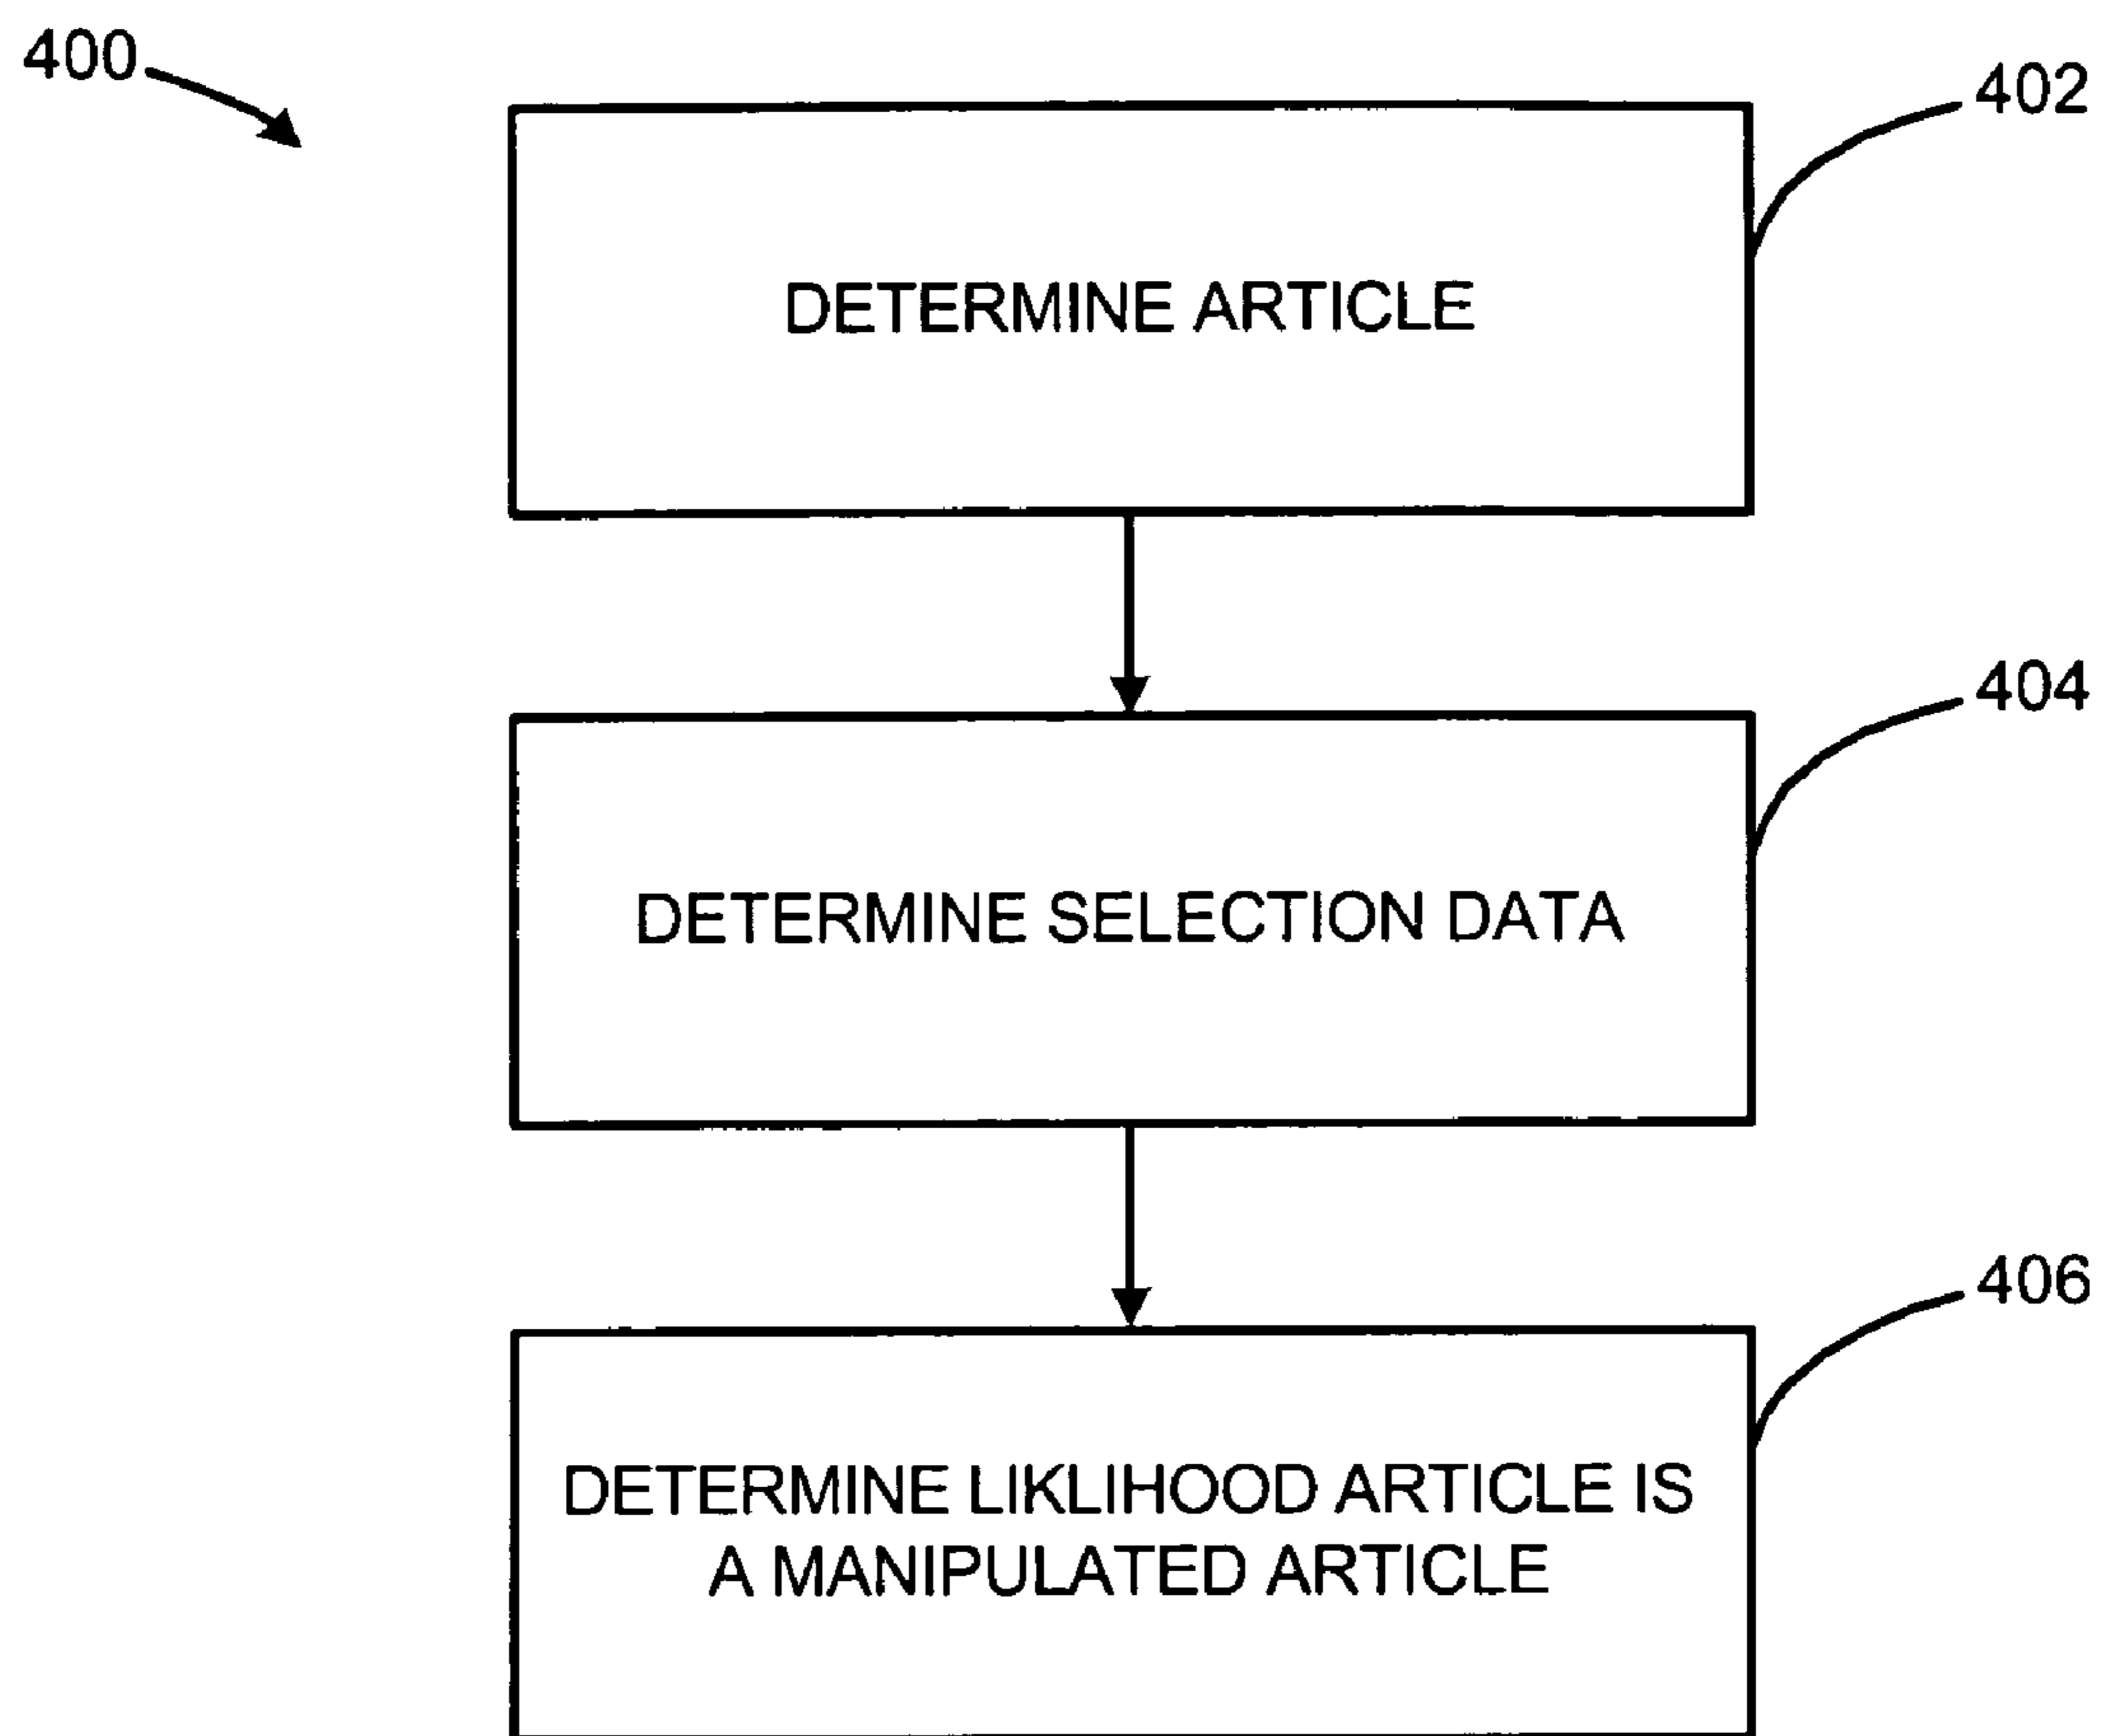 400
402
DETERMINE ARTICLE
404
DETERMINE SELECTION DATA
406
DETERMINE LIKLIHOOD ARTICLE IS
A MANIPULATED ARTICLE